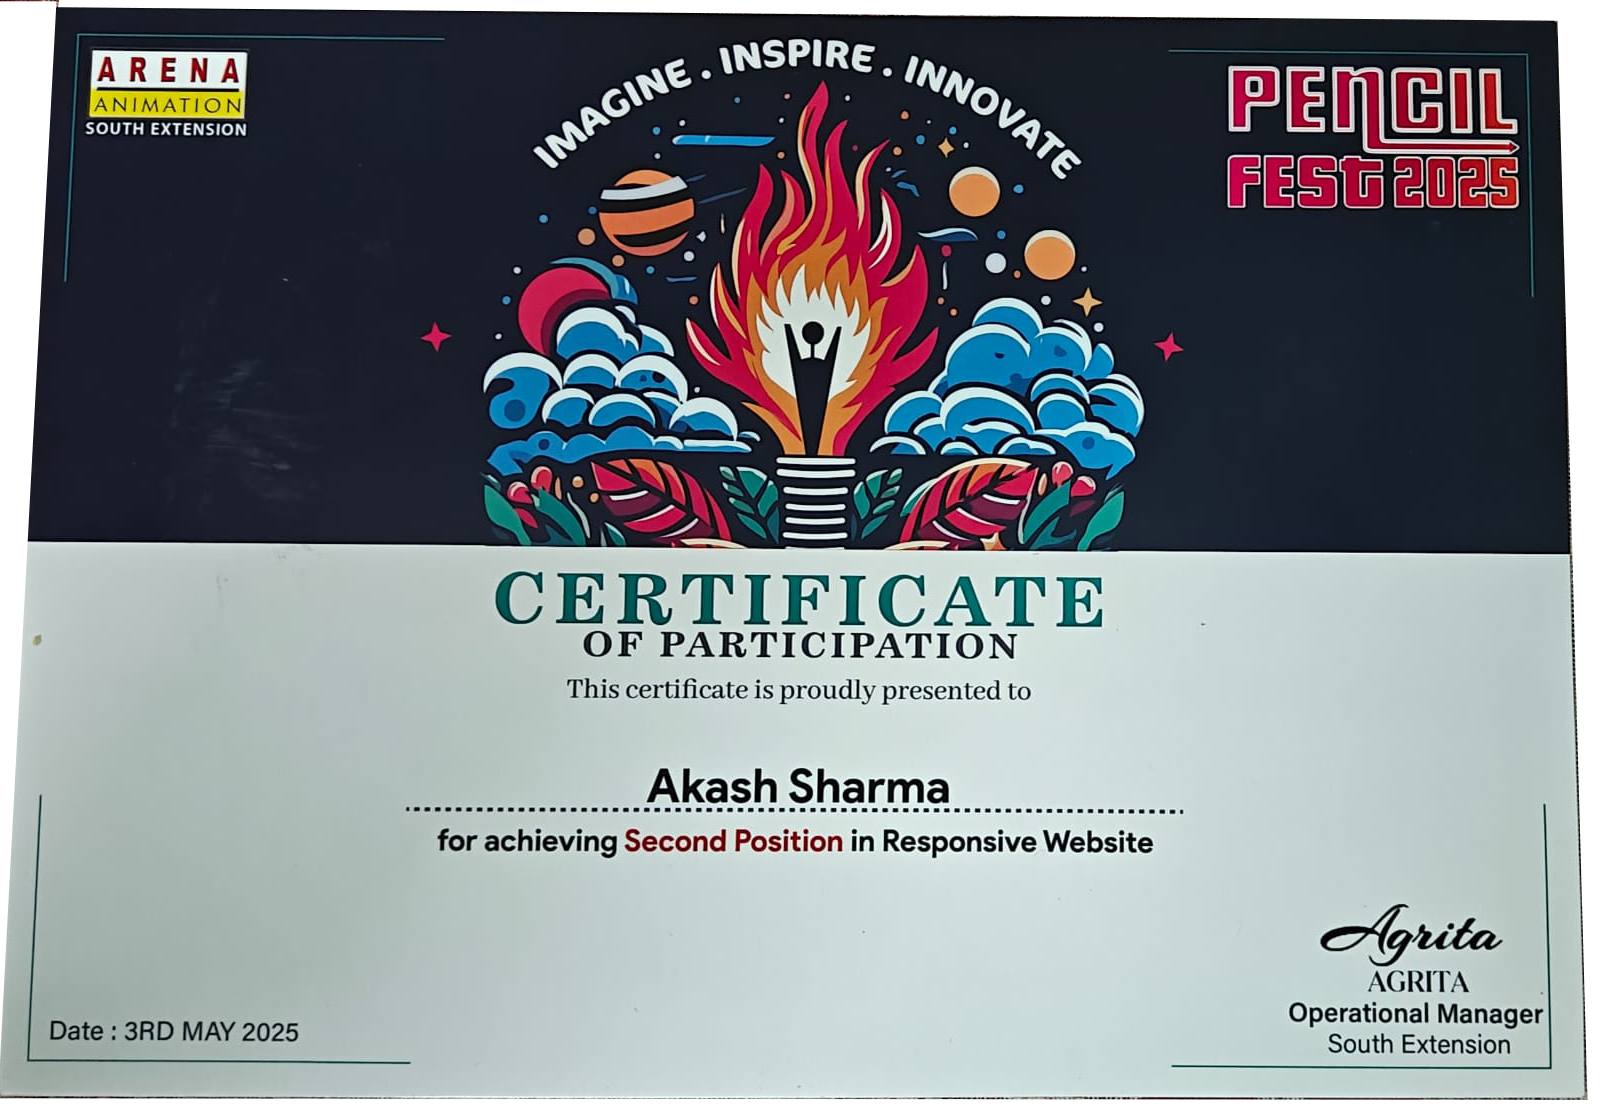 ARENA
ANIMATION
SOUTH EXTENSION
IMAGINE . INSPIRE . INNOVATE
PENCIL
FEST 2025
CERTIFICATE
OF PARTICIPATION
This certificate is proudly presented to
Akash Sharma
for achieving Second Position in Responsive Website
Agrita
AGRITA
Operational Manager
South Extension
Date : 3RD MAY 2025